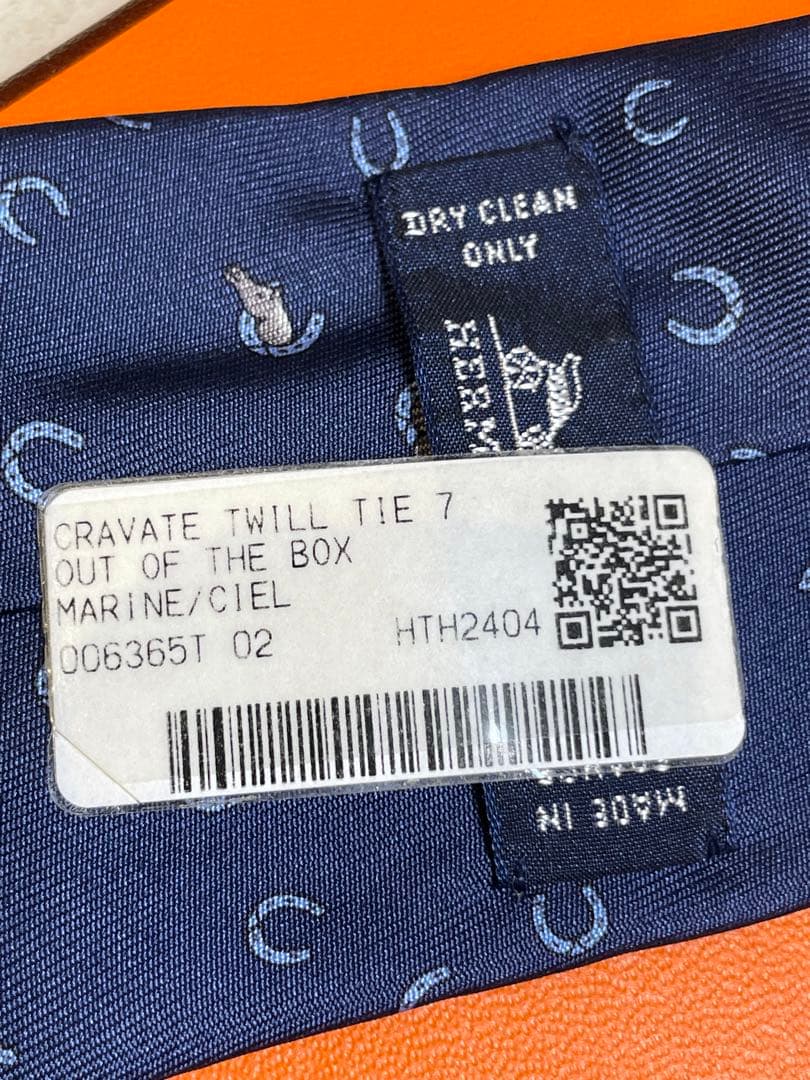 DRY CLEAN
ONLY
CRAVATE TWILL TIE 7
OUT OF THE BOX
MARINE/CIEL
006365T 02
HTH2404
MADE IN